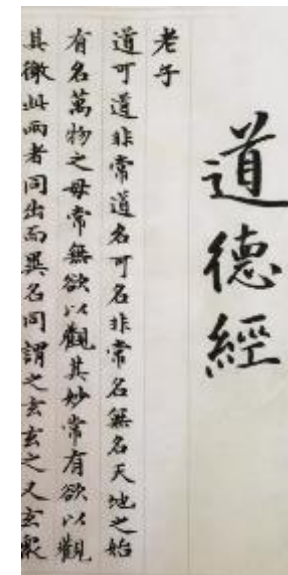 道德經
老子
道可道非常道名可名非常名無名天地之始
有名萬物之母常無欲以觀其妙常有欲以觀
其徼此兩者同出而異名同謂之玄玄之又玄衆